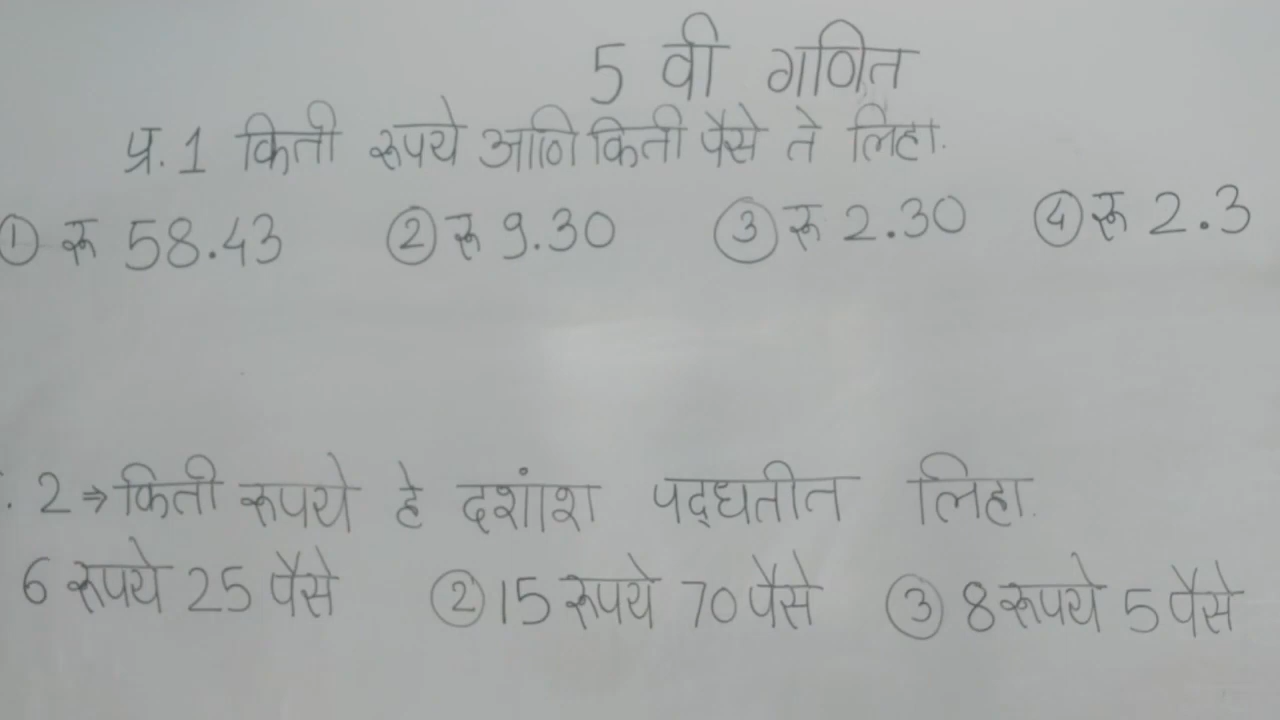 5 वी गणित
प्र. 1 किती रुपये आणि किती पैसे ते लिहा.
① रु 58.43 ② रु 9.30 ③ रु 2.30 ④ रु 2.3
. 2 ⇒ किती रुपये हे दशांश पद्धतीत लिहा.
6 रुपये 25 पैसे ② 15 रुपये 70 पैसे ③ 8 रुपये 5 पैसे